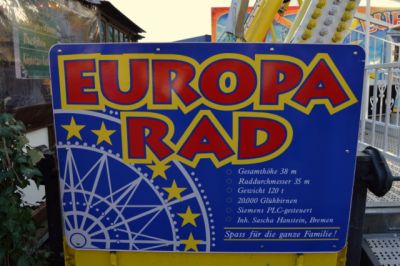 EUROPA
RAD
Gesamthöhe 38 m
Raddurchmesser 35 m
Gewicht 120 t
20.000 Glühbirnen
Siemens PLC-gesteuert
Inh. Sascha Hanstein, Bremen
Spass für die ganze Familie!